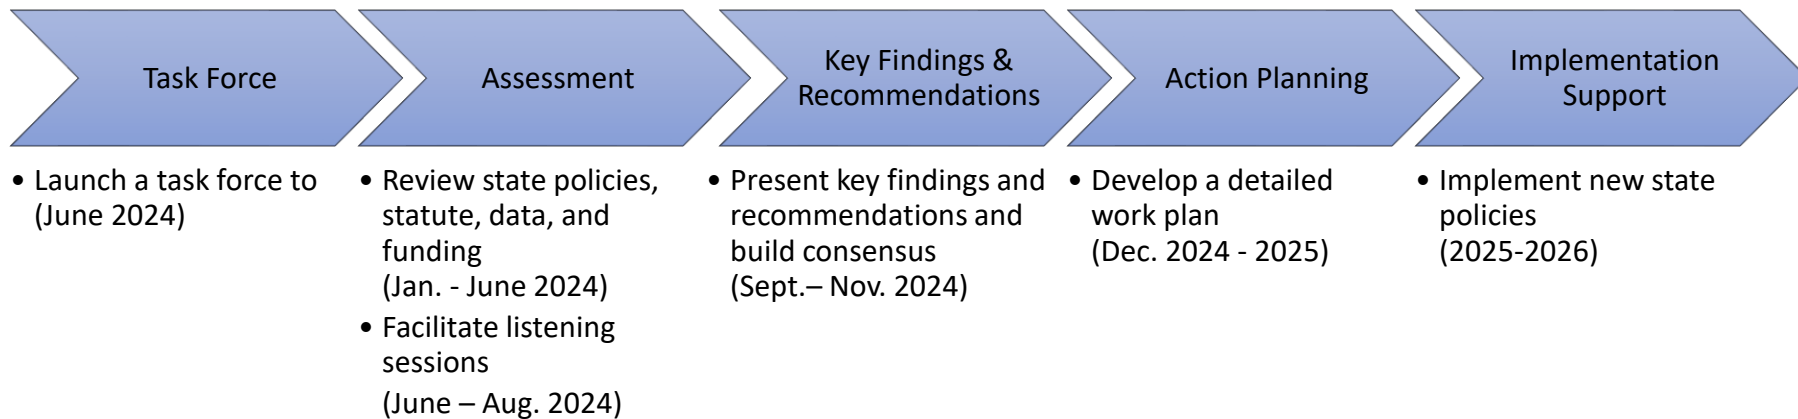 Task Force
Assessment
Key Findings &
Recommendations
Action Planning
Implementation
Support
• Launch a task force to
(June 2024)
• Review state policies,
statute, data, and
funding
(Jan. - June 2024)
• Facilitate listening
sessions
(June – Aug. 2024)
• Present key findings and
recommendations and
build consensus
(Sept.– Nov. 2024)
• Develop a detailed
work plan
(Dec. 2024 - 2025)
• Implement new state
policies
(2025-2026)